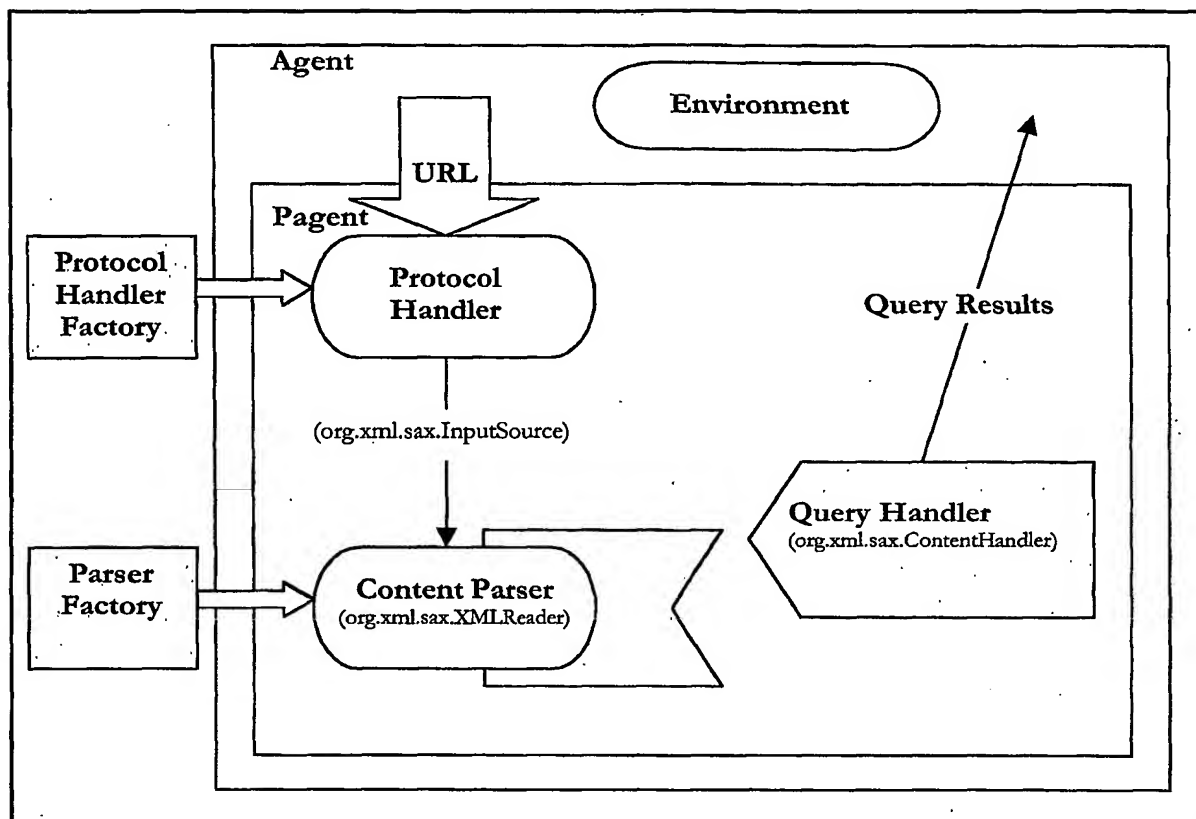 Agent
Environment
URL
Pagent
Protocol
Handler
Factory
Protocol
Handler
Query Results
(org.xml.sax.InputSource)
Query Handler
(org.xml.sax.ContentHandler)
Parser
Factory
Content Parser
(org.xml.sax.XMLReader)